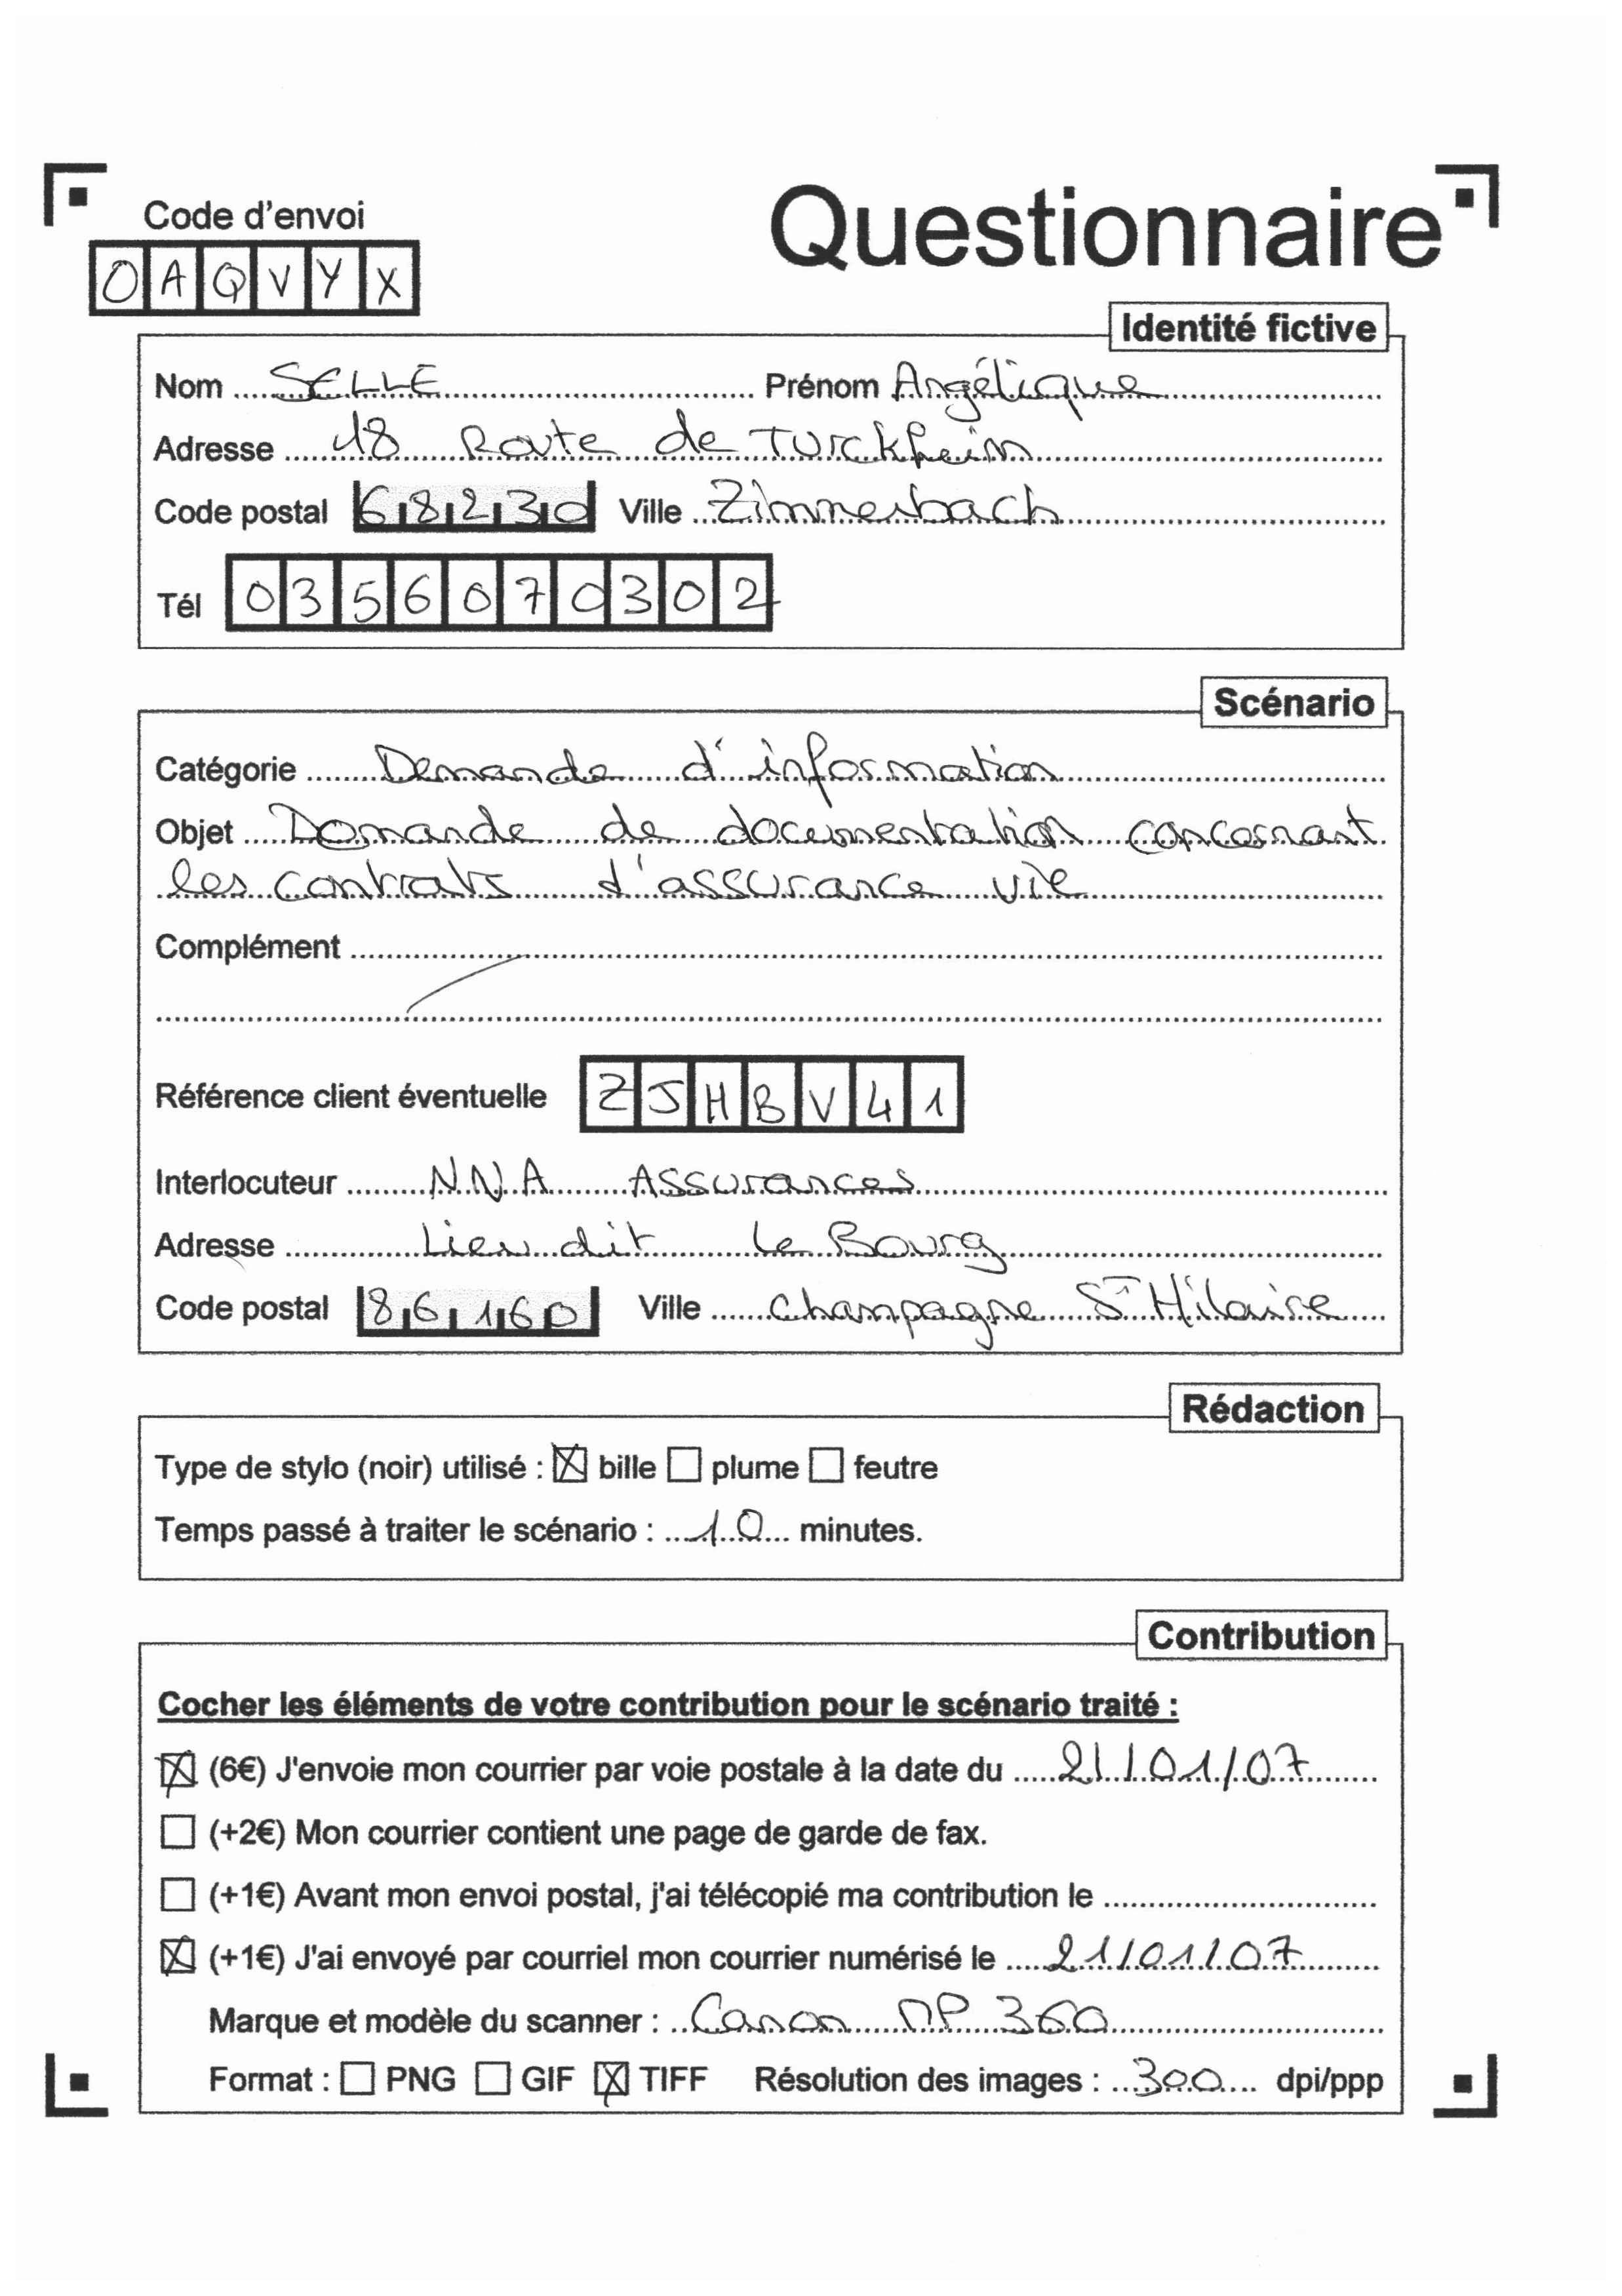 Code d'envoi
Questionnaire
OAQVYX
Identité fictive
Nom SELLE Prénom Angélique
Adresse 18 Route de Turckheim
Code postal 68230 Ville Zimmerbach
Tél 0356070302
Scénario
Catégorie Demande d'information
Objet Demande de documentation concernant
les contrats d'assurance vie
Complément
Référence client éventuelle ZJHBV41
Interlocuteur NNA Assurances
Adresse Lieu dit Le Bourg
Code postal 86160 Ville Champagne St Hilaire
Rédaction
Type de stylo (noir) utilisé : ☒ bille ☐ plume ☐ feutre
Temps passé à traiter le scénario : 10 minutes.
Contribution
Cocher les éléments de votre contribution pour le scénario traité :
☒ (6€) J'envoie mon courrier par voie postale à la date du 21/01/07
☐ (+2€) Mon courrier contient une page de garde de fax.
☐ (+1€) Avant mon envoi postal, j'ai télécopié ma contribution le
☒ (+1€) J'ai envoyé par courriel mon courrier numérisé le 21/01/07
Marque et modèle du scanner : Canon MP 360
Format : ☐ PNG ☐ GIF ☒ TIFF Résolution des images : 300 dpi/ppp